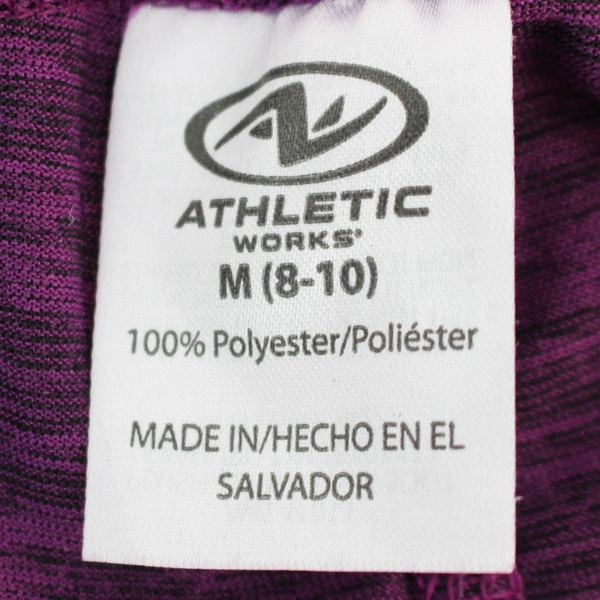 ATHLETIC
WORKS®
M (8-10)
100% Polyester/Poliéster
MADE IN/HECHO EN EL
SALVADOR